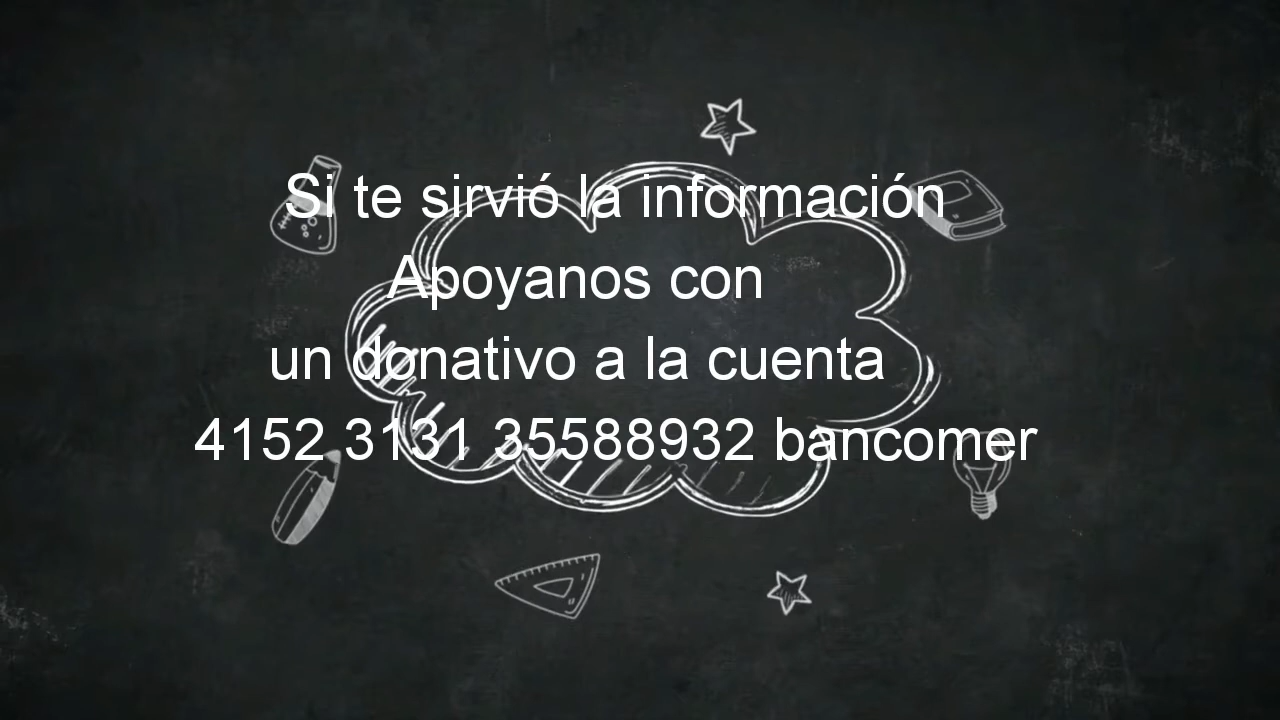 Si te sirvió la información
Apoyanos con
un donativo a la cuenta
4152 3131 35588932 bancomer